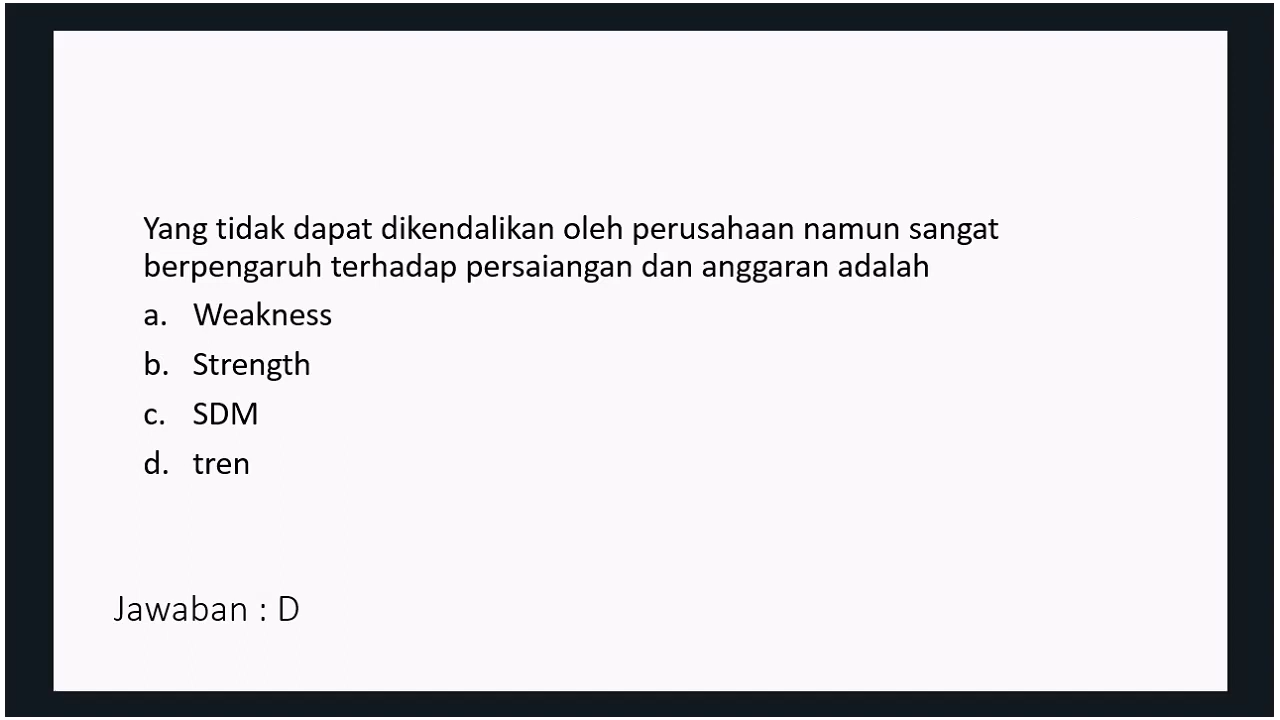 Yang tidak dapat dikendalikan oleh perusahaan namun sangat
berpengaruh terhadap persaiangan dan anggaran adalah
a. Weakness
b. Strength
c. SDM
d. tren
Jawaban : D